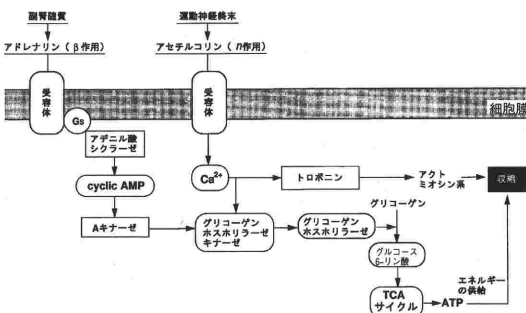 副腎髄質
運動神経終末
アドレナリン（β作用）
アセチルコリン（n作用）
受容体
受容体
細胞膜
Gs
アデニル酸
シクラーゼ
cyclic AMP
Ca2+
トロポニン
アクト
ミオシン系
収縮
Aキナーゼ
グリコーゲン
ホスホリラーゼ
キナーゼ
グリコーゲン
ホスホリラーゼ
グリコーゲン
グルコース
6-リン酸
TCA
サイクル
ATP
エネルギー
の供給